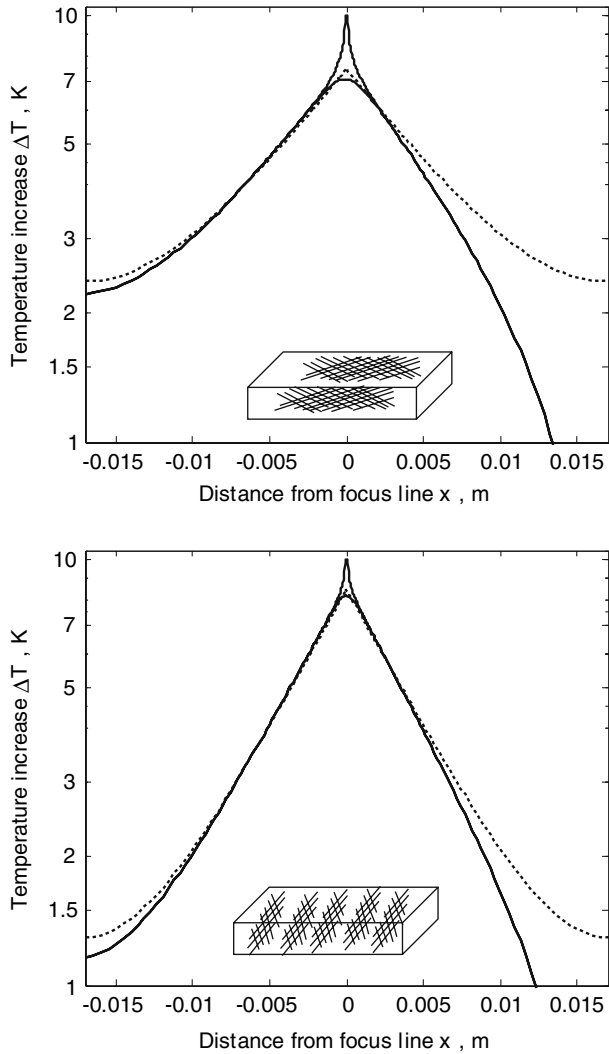 10
7
5
3
2
1.5
1
Temperature increase ΔT , K
-0.015 -0.01 -0.005 0 0.005 0.01 0.015
Distance from focus line x , m
10
7
5
3
2
1.5
1
Temperature increase ΔT , K
-0.015 -0.01 -0.005 0 0.005 0.01 0.015
Distance from focus line x , m